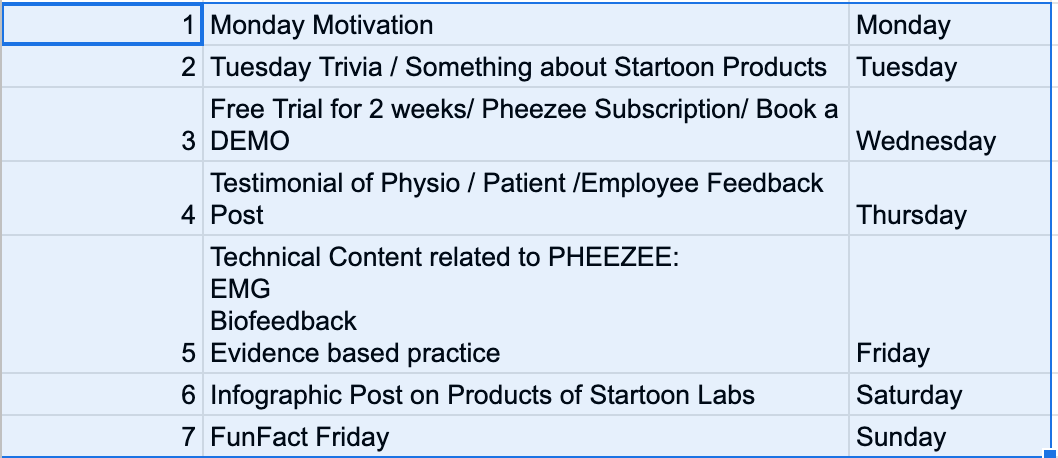 1 Monday Motivation Monday
2 Tuesday Trivia / Something about Startoon Products Tuesday
Free Trial for 2 weeks/ Pheezee Subscription/ Book a
3 DEMO Wednesday
Testimonial of Physio / Patient /Employee Feedback
4 Post Thursday
Technical Content related to PHEEZEE:
EMG
Biofeedback
5 Evidence based practice Friday
6 Infographic Post on Products of Startoon Labs Saturday
7 FunFact Friday Sunday